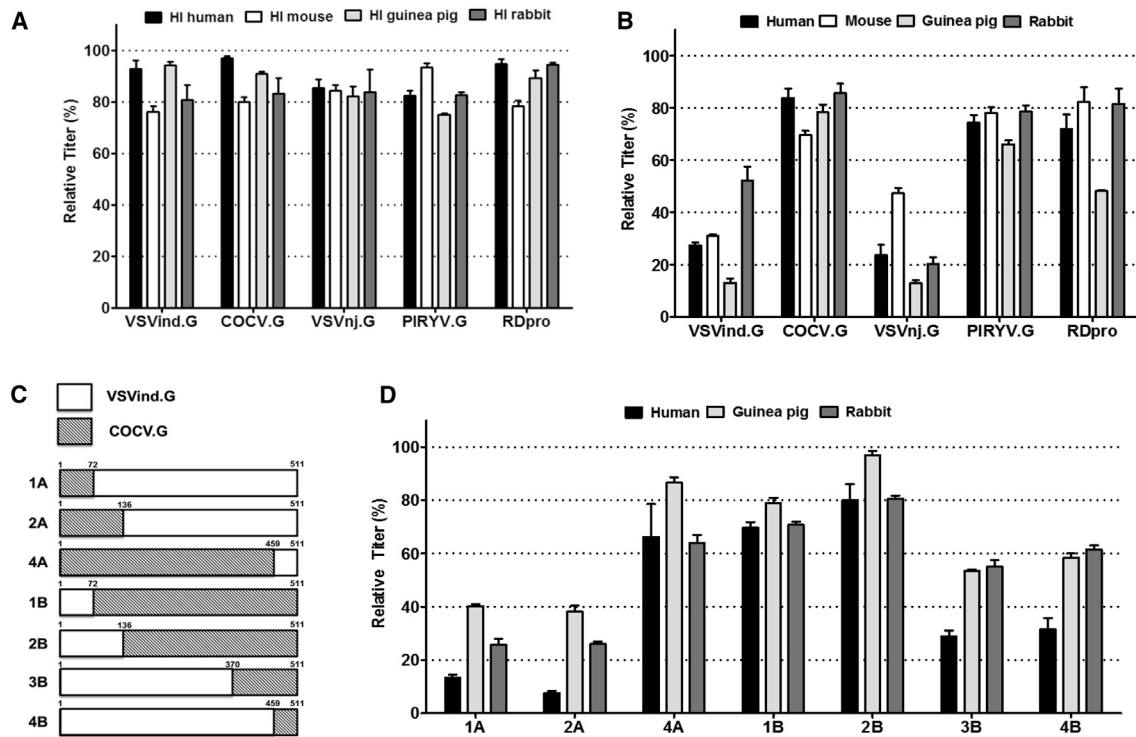 A
HI human HI mouse HI guinea pig HI rabbit
Relative Titer (%)
100
80
60
40
20
0
VSVind.G COCV.G VSVnj.G PIRYV.G RDpro
B
Human Mouse Guinea pig Rabbit
Relative Titer (%)
100
80
60
40
20
0
VSVind.G COCV.G VSVnj.G PIRYV.G RDpro
C
VSVind.G
COCV.G
1 72 511
1A
1 136 511
2A
1 459 511
4A
1 72 511
1B
1 136 511
2B
1 370 511
3B
1 459 511
4B
D
Human Guinea pig Rabbit
Relative Titer (%)
100
80
60
40
20
0
1A 2A 4A 1B 2B 3B 4B